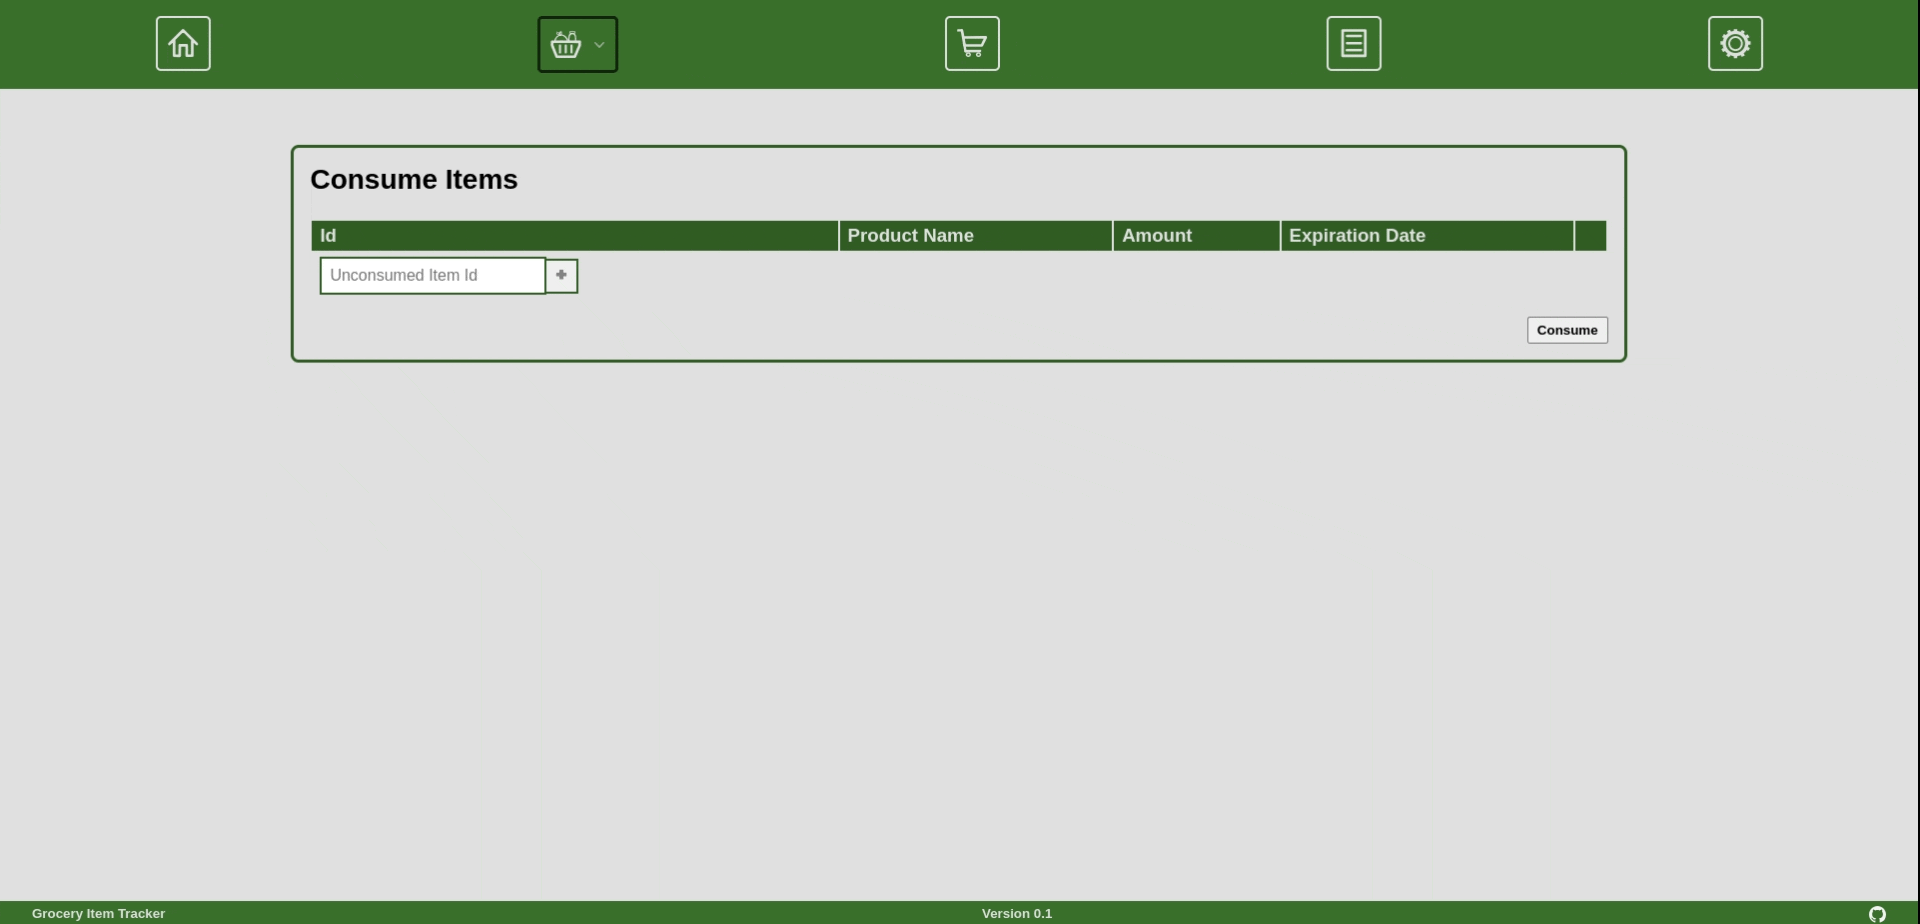 Consume Items
Id Product Name Amount Expiration Date
Unconsumed Item Id
Consume
Grocery Item Tracker Version 0.1